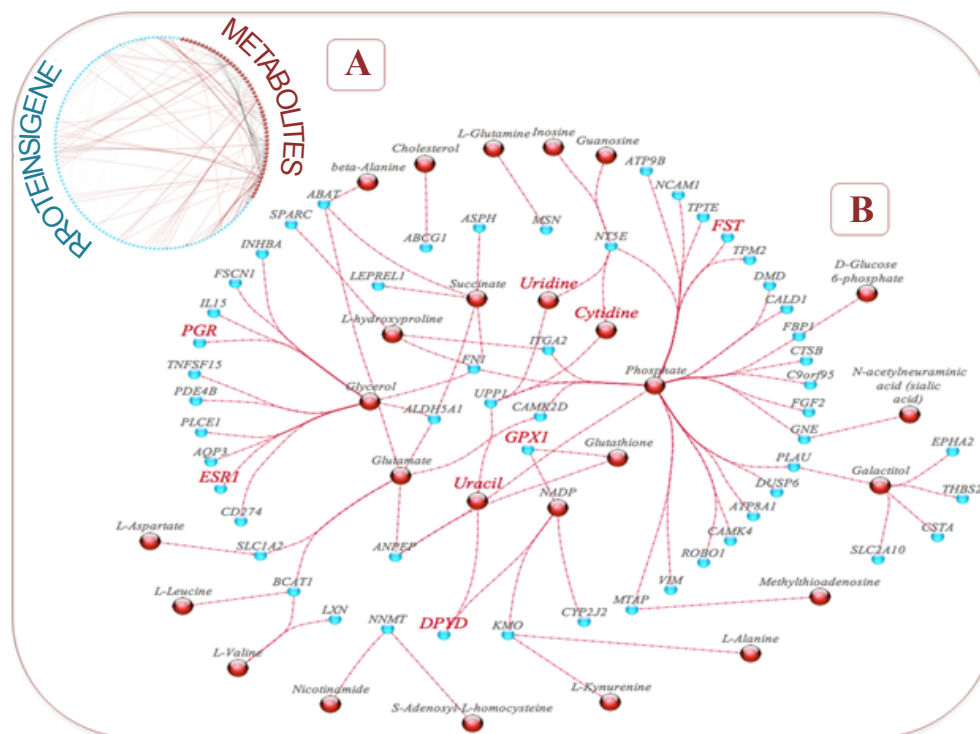 METABOLITES
RROTEINSIGENE
A
B
L-Glutamine
Inosine
Guanosine
Cholesterol
beta-Alanine
ATP9B
NCAM1
ABAT
SPARC
TPTE
FST
ASPH
MSN
NT5E
ABCG1
INHBA
TPM2
D-Glucose
6-phosphate
FSCN1
LEPREL1
Succinate
Uridine
DMD
IL15
CALD1
PGR
L-hydroxyproline
Cytidine
FBP1
ITGA2
CTSB
TNFSF15
FN1
Phosphate
C9orf95
N-acetylneuraminic
acid (sialic
acid)
PDE4B
Glycerol
UPP1
FGF2
PLCE1
ALDH5A1
CAMK2D
GNE
AQP3
GPX1
Glutathione
EPHA2
ESR1
Glutamate
PLAU
Galactitol
CD274
Uracil
NADP
DUSP6
THBS2
ATP8A1
L-Aspartate
CAMK4
CSTA
SLC1A2
ANPEP
ROBO1
SLC2A10
L-Leucine
BCAT1
VIM
Methylthioadenosine
LXN
NNMT
DPYD
KMO
CYP2J2
MTAP
L-Valine
L-Alanine
Nicotinamide
L-Kynurenine
S-Adenosyl-L-homocysteine